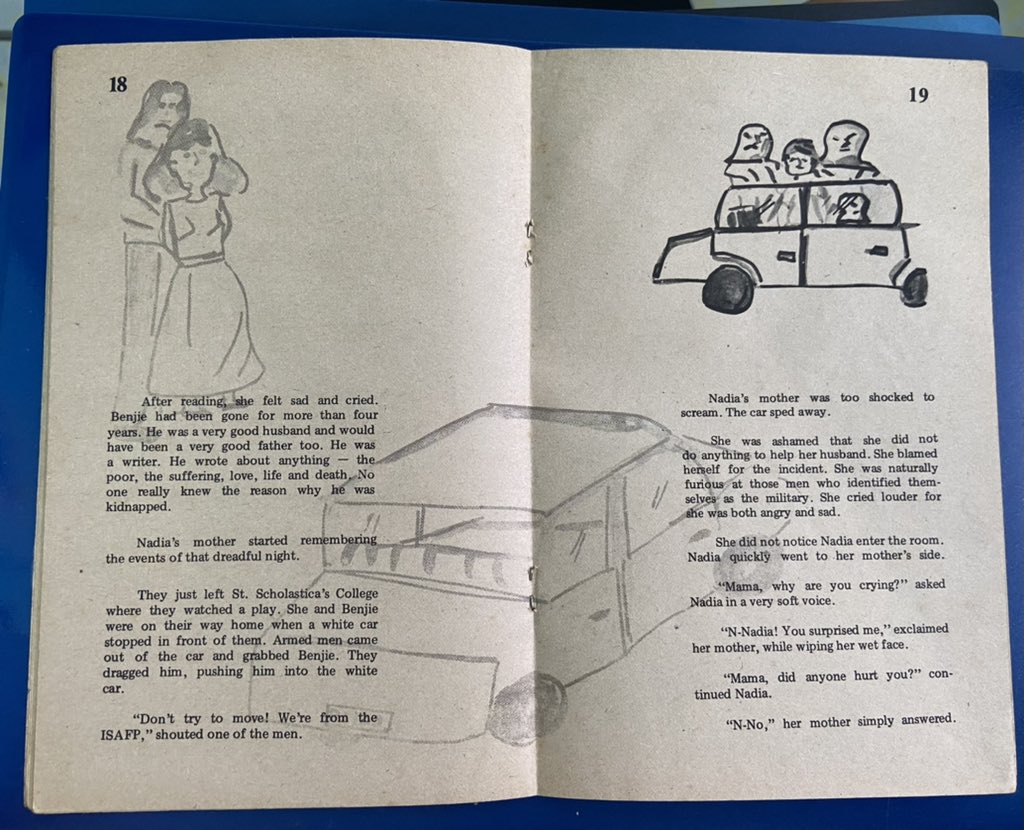 18
After reading, she felt sad and cried.
Benjie had been gone for more than four
years. He was a very good husband and would
have been a very good father too. He was
a writer. He wrote about anything — the
poor, the suffering, love, life and death. No
one really knew the reason why he was
kidnapped.
Nadia's mother started remembering
the events of that dreadful night.
They just left St. Scholastica's College
where they watched a play. She and Benjie
were on their way home when a white car
stopped in front of them. Armed men came
out of the car and grabbed Benjie. They
dragged him, pushing him into the white
car.
"Don't try to move! We're from the
ISAFP," shouted one of the men.
19
Nadia's mother was too shocked to
scream. The car sped away.
She was ashamed that she did not
do anything to help her husband. She blamed
herself for the incident. She was naturally
furious at those men who identified them-
selves as the military. She cried louder for
she was both angry and sad.
She did not notice Nadia enter the room.
Nadia quickly went to her mother's side.
"Mama, why are you crying?" asked
Nadia in a very soft voice.
"N-Nadia! You surprised me," exclaimed
her mother, while wiping her wet face.
"Mama, did anyone hurt you?" con-
tinued Nadia.
"N-No," her mother simply answered.